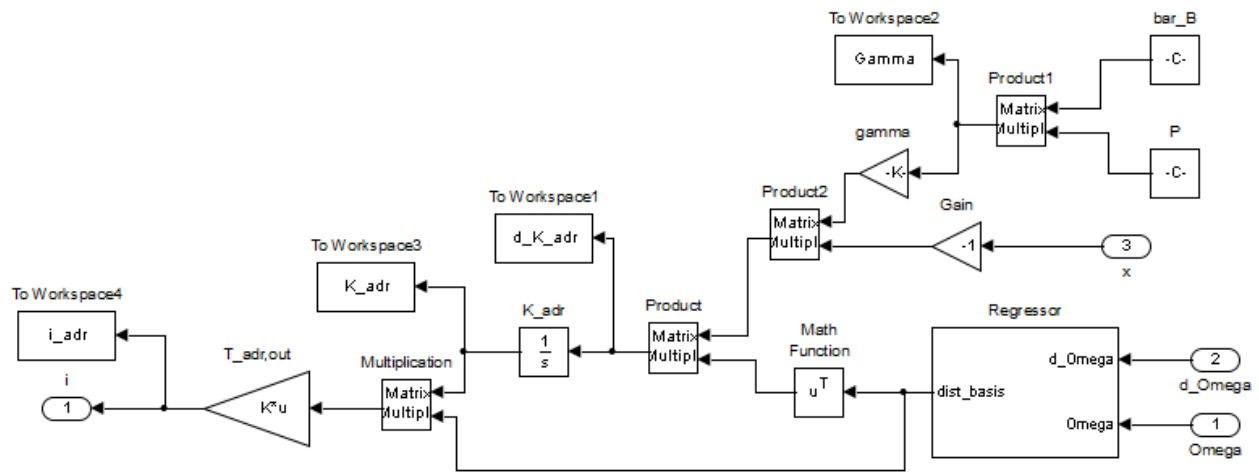 To Workspace2
bar_B
Gamma
-C-
Product1
Matrix
Multipl
gamma
P
-K-
-C-
Product2
To Workspace1
Matrix
Multipl
Gain
d_K_adr
-1
3
x
To Workspace3
K_adr
To Workspace4
K_adr
Product
Regressor
i_adr
1
s
Matrix
Multipl
Math
Function
d_Omega
2
d_Omega
T_adr,out
Multiplication
i
u^T
dist_basis
1
K*u
Matrix
Multipl
Omega
1
Omega